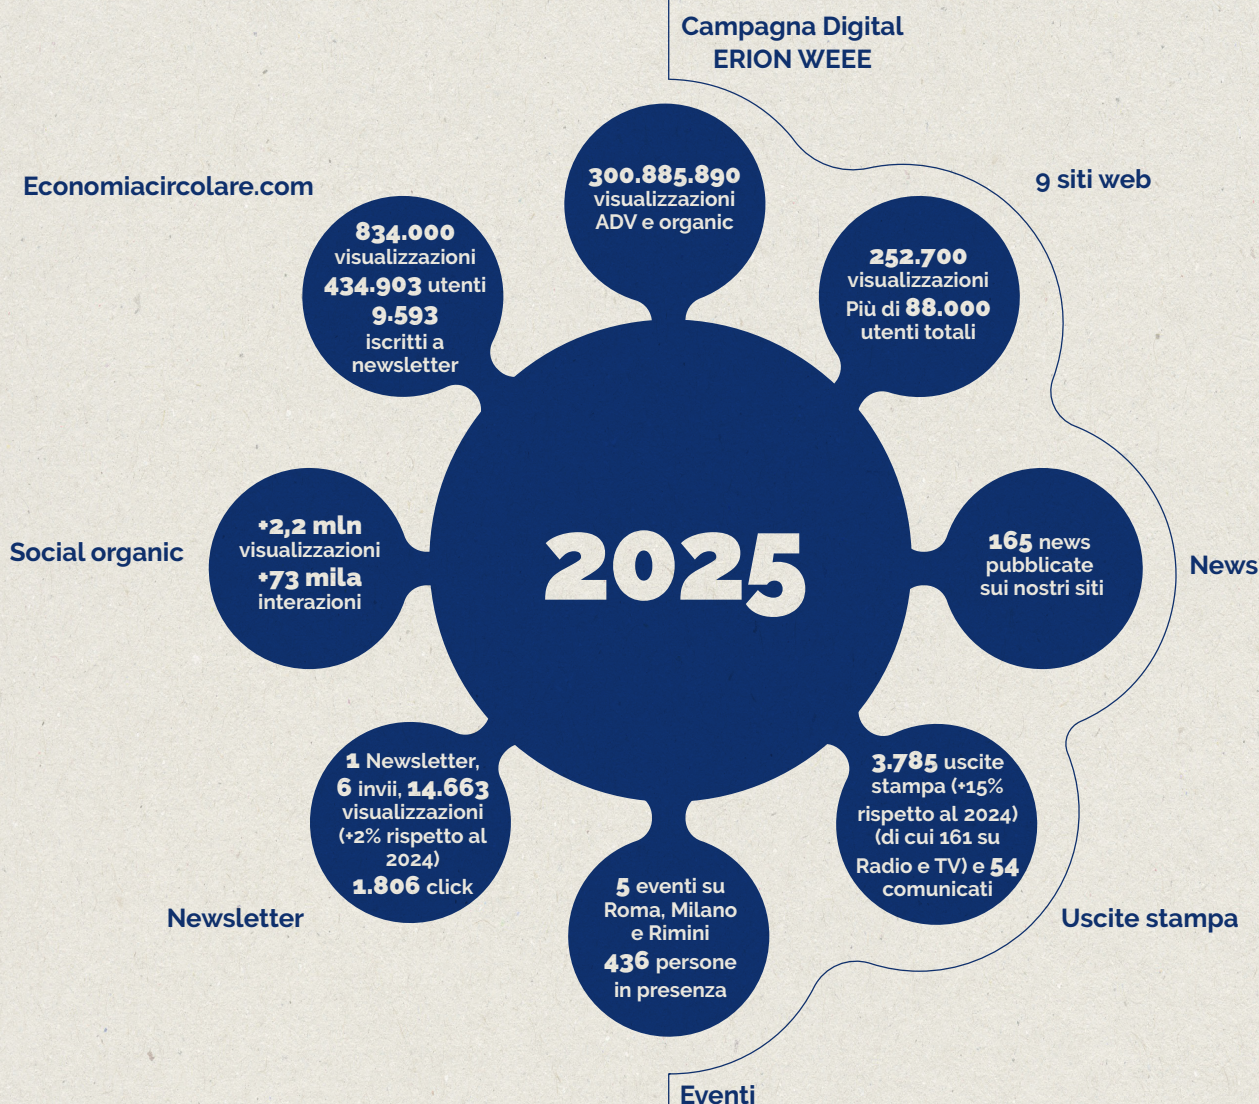 Campagna Digital
ERION WEEE
300.885.890
visualizzazioni
ADV e organic
9 siti web
252.700
visualizzazioni
Più di 88.000
utenti totali
News
165 news
pubblicate
sui nostri siti
Uscite stampa
3.785 uscite
stampa (+15%
rispetto al 2024)
(di cui 161 su
Radio e TV) e 54
comunicati
Eventi
5 eventi su
Roma, Milano
e Rimini
436 persone
in presenza
Newsletter
1 Newsletter,
6 invii, 14.663
visualizzazioni
(+2% rispetto al
2024)
1.806 click
Social organic
+2,2 mln
visualizzazioni
+73 mila
interazioni
Economiacircolare.com
834.000
visualizzazioni
434.903 utenti
9.593
iscritti a
newsletter
2025